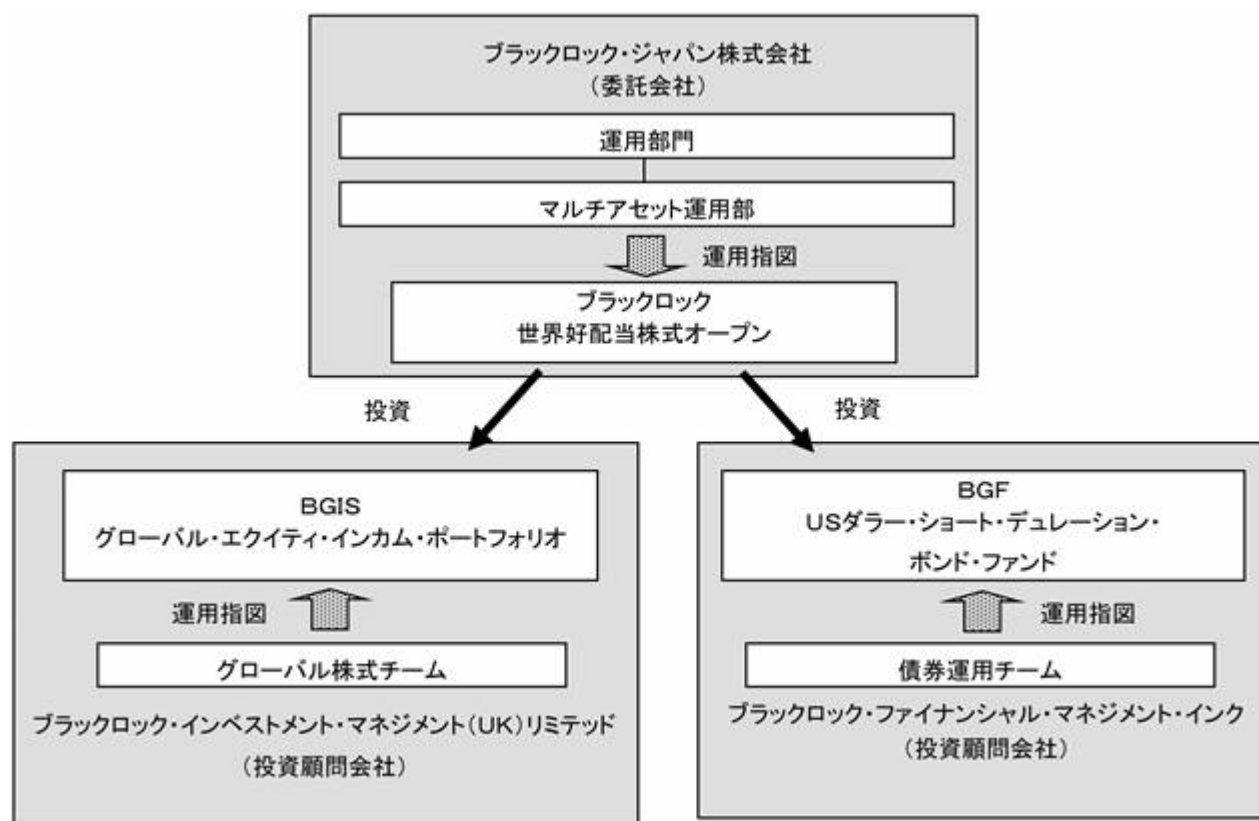 ブラックロック・ジャパン株式会社
（委託会社）
運用部門
マルチアセット運用部
運用指図
ブラックロック
世界好配当株式オープン
投資
投資
BGIS
グローバル・エクイティ・インカム・ポートフォリオ
運用指図
グローバル株式チーム
ブラックロック・インベストメント・マネジメント（UK）リミテッド
（投資顧問会社）
BGF
USダラー・ショート・デュレーション・
ボンド・ファンド
運用指図
債券運用チーム
ブラックロック・ファイナンシャル・マネジメント・インク
（投資顧問会社）